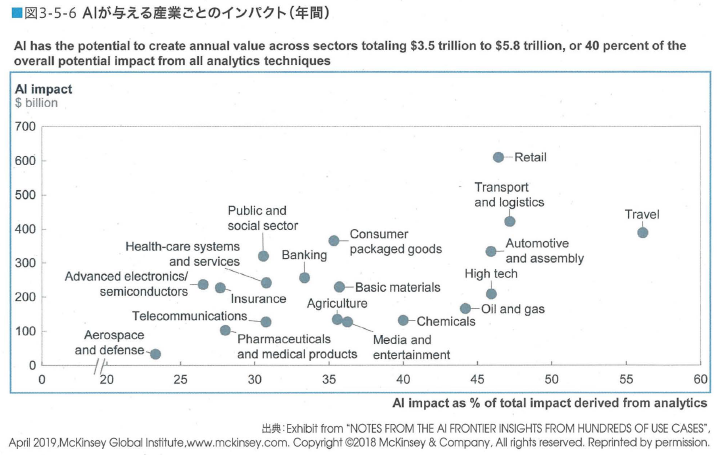 ■図3-5-6 AIが与える産業ごとのインパクト(年間)
AI has the potential to create annual value across sectors totaling $3.5 trillion to $5.8 trillion, or 40 percent of the
overall potential impact from all analytics techniques
AI impact
$ billion
700
600
500
400
300
200
100
0
Retail
Transport
and logistics
Travel
Public and
social sector
Consumer
packaged goods
Automotive
and assembly
Health-care systems
and services
Banking
High tech
Advanced electronics/
semiconductors
Insurance
Basic materials
Agriculture
Oil and gas
Telecommunications
Chemicals
Aerospace
and defense
Pharmaceuticals
and medical products
Media and
entertainment
0 20 25 30 35 40 45 50 55 60
AI impact as % of total impact derived from analytics
出典:Exhibit from "NOTES FROM THE AI FRONTIER INSIGHTS FROM HUNDREDS OF USE CASES",
April 2019,McKinsey Global Institute,www.mckinsey.com. Copyright ©2018 McKinsey & Company, All rights reserved. Reprinted by permission.